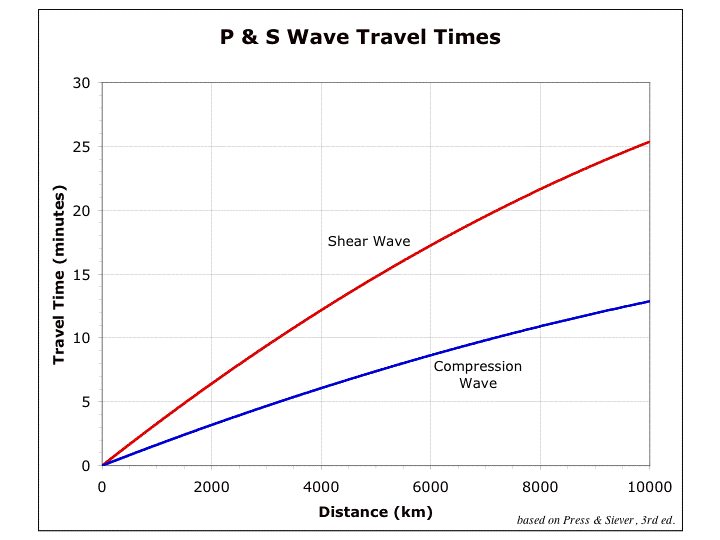 P & S Wave Travel Times
30
25
20
15
10
5
0
Travel Time (minutes)
Shear Wave
Compression
Wave
0 2000 4000 6000 8000 10000
Distance (km)
based on Press & Siever, 3rd ed.